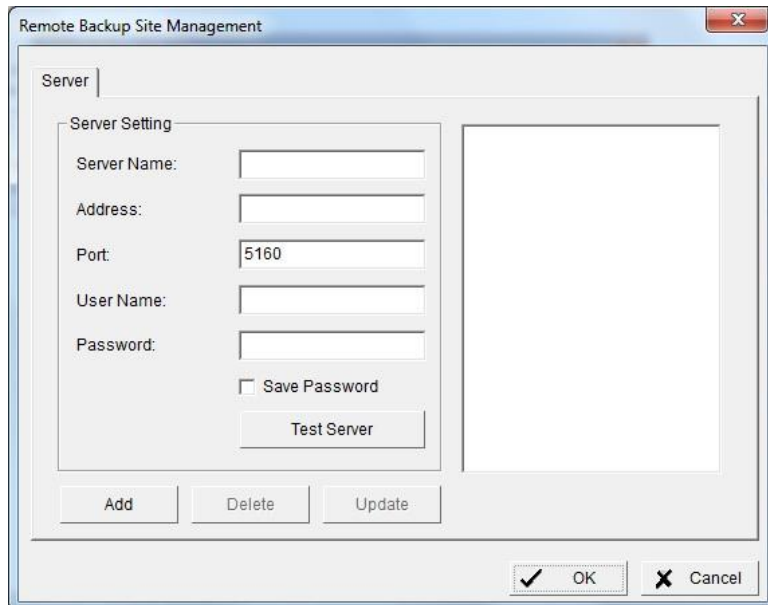 Remote Backup Site Management
Server
Server Setting
Server Name:
Address:
Port: 5160
User Name:
Password:
Save Password
Test Server
Add Delete Update
OK Cancel